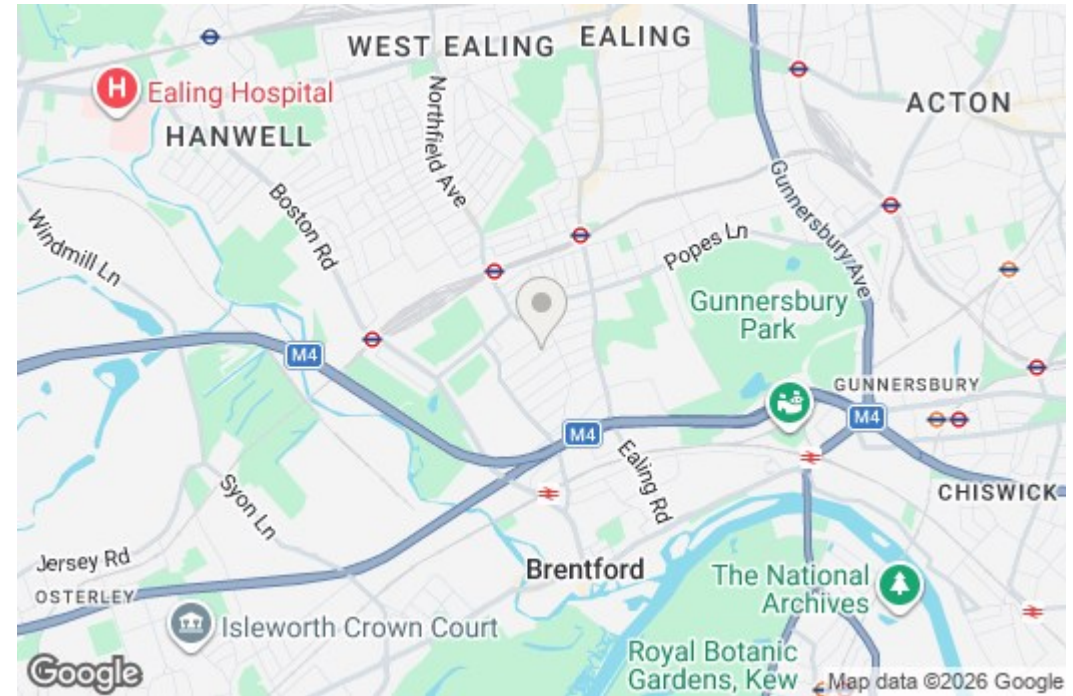 WEST EALING
EALING
H
Ealing Hospital
ACTON
HANWELL
Northfield Ave
Gunnersbury Ave
Boston Rd
Windmill Ln
Popes Ln
Gunnersbury
Park
M4
GUNNERSBURY
M4
M4
Ealing Rd
Syon Ln
CHISWICK
Jersey Rd
Brentford
The National
Archives
OSTERLEY
Isleworth Crown Court
Royal Botanic
Gardens, Kew
Google
Map data ©2026 Google